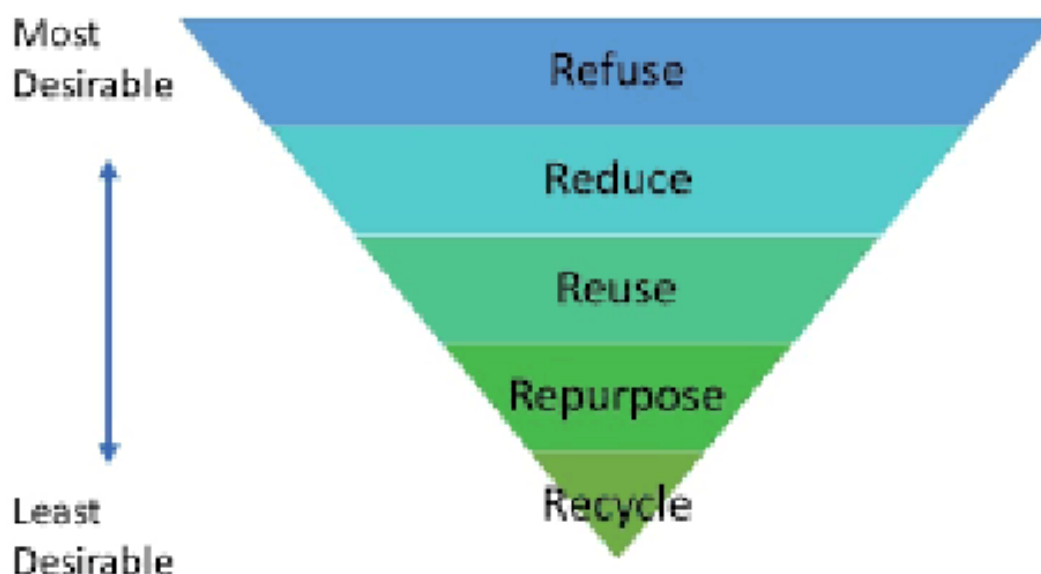 Most
Desirable
Refuse
Reduce
Reuse
Repurpose
Recycle
Least
Desirable